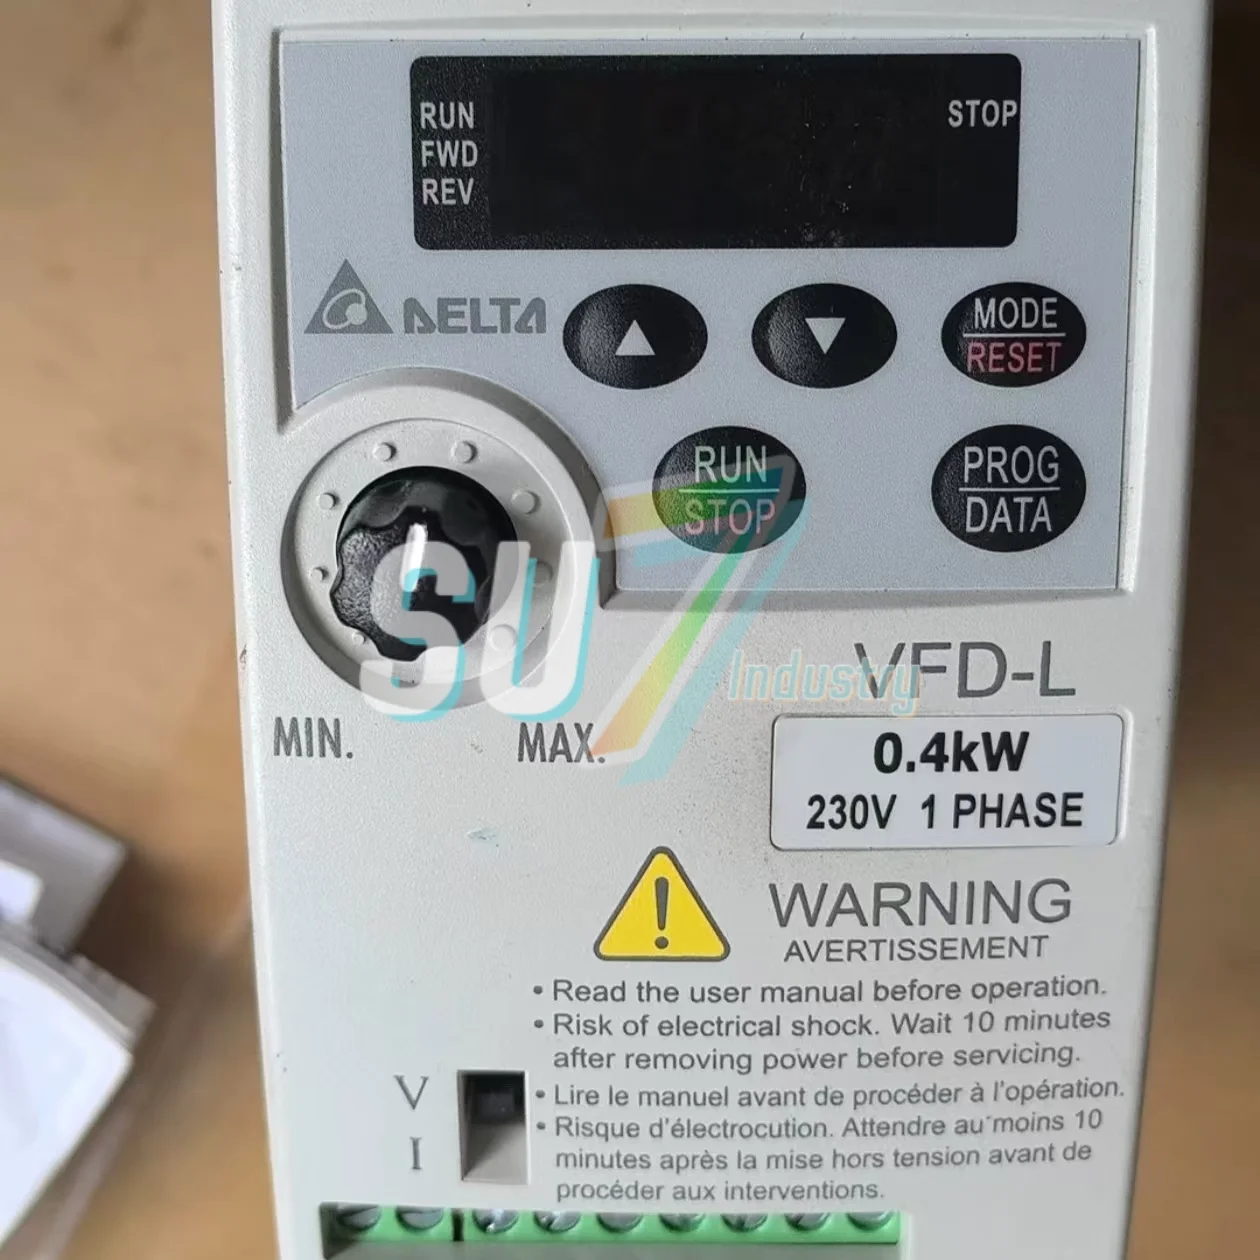 RUN
STOP
FWD
REV
DELTA
MODE
RESET
RUN
STOP
PROG
DATA
SU7
Industry
VFD-L
MIN.
MAX.
0.4kW
230V 1 PHASE
WARNING
AVERTISSEMENT
• Read the user manual before operation.
• Risk of electrical shock. Wait 10 minutes
after removing power before servicing.
• Lire le manuel avant de procéder à l'opération.
• Risque d'électrocution. Attendre au moins 10
minutes après la mise hors tension avant de
procéder aux interventions.
V
I